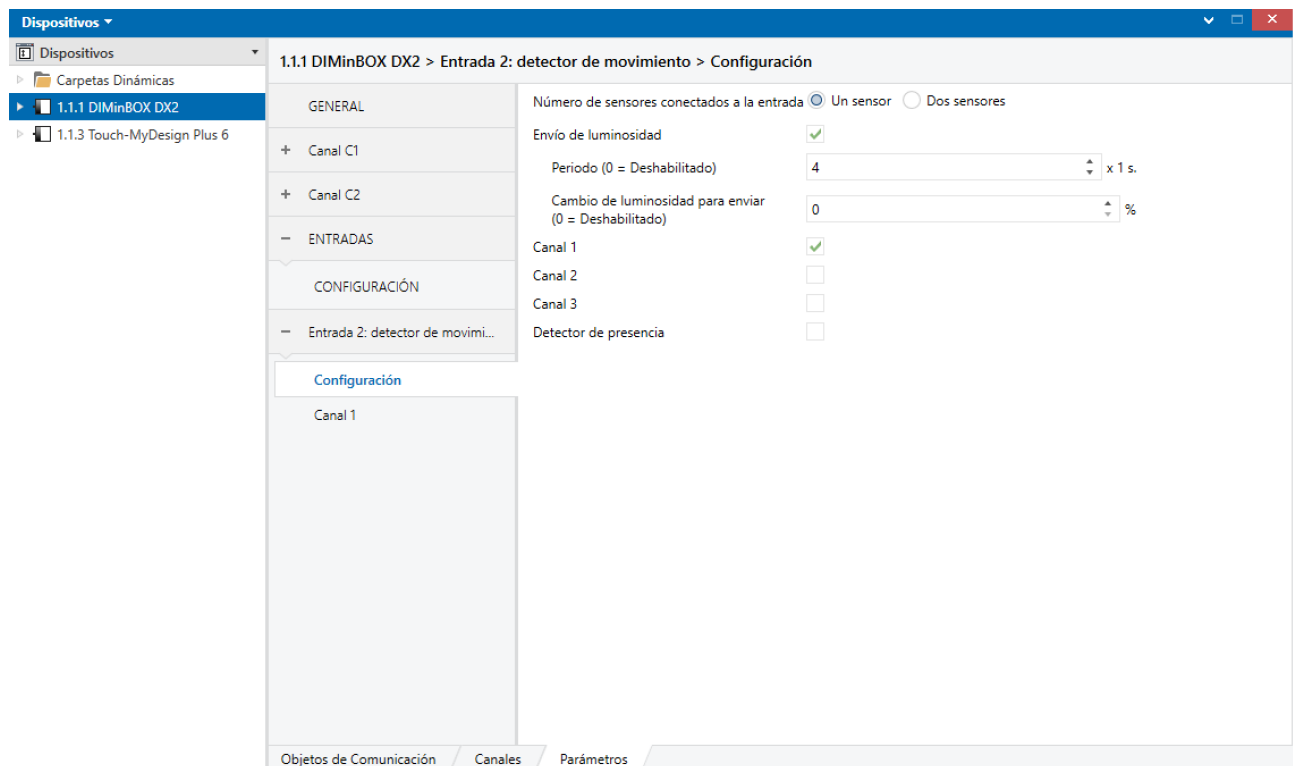 Dispositivos
Dispositivos
Carpetas Dinámicas
1.1.1 DIMinBOX DX2
1.1.3 Touch-MyDesign Plus 6
1.1.1 DIMinBOX DX2 > Entrada 2: detector de movimiento > Configuración
GENERAL
+ Canal C1
+ Canal C2
− ENTRADAS
CONFIGURACIÓN
− Entrada 2: detector de movimi...
Configuración
Canal 1
Número de sensores conectados a la entrada Un sensor Dos sensores
Envío de luminosidad
Periodo (0 = Deshabilitado) 4 x 1 s.
Cambio de luminosidad para enviar
(0 = Deshabilitado) 0 %
Canal 1
Canal 2
Canal 3
Detector de presencia
Objetos de Comunicación Canales Parámetros